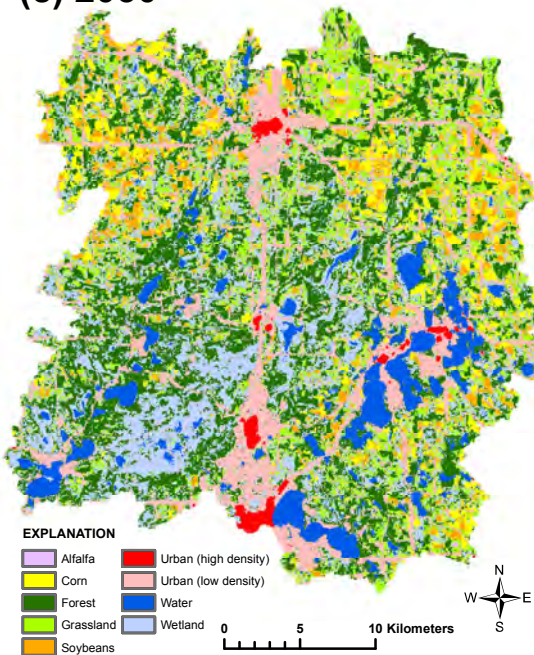 EXPLANATION
Alfalfa
Corn
Forest
Grassland
Soybeans
Urban (high density)
Urban (low density)
Water
Wetland
0 5 10 Kilometers
N
W E
S